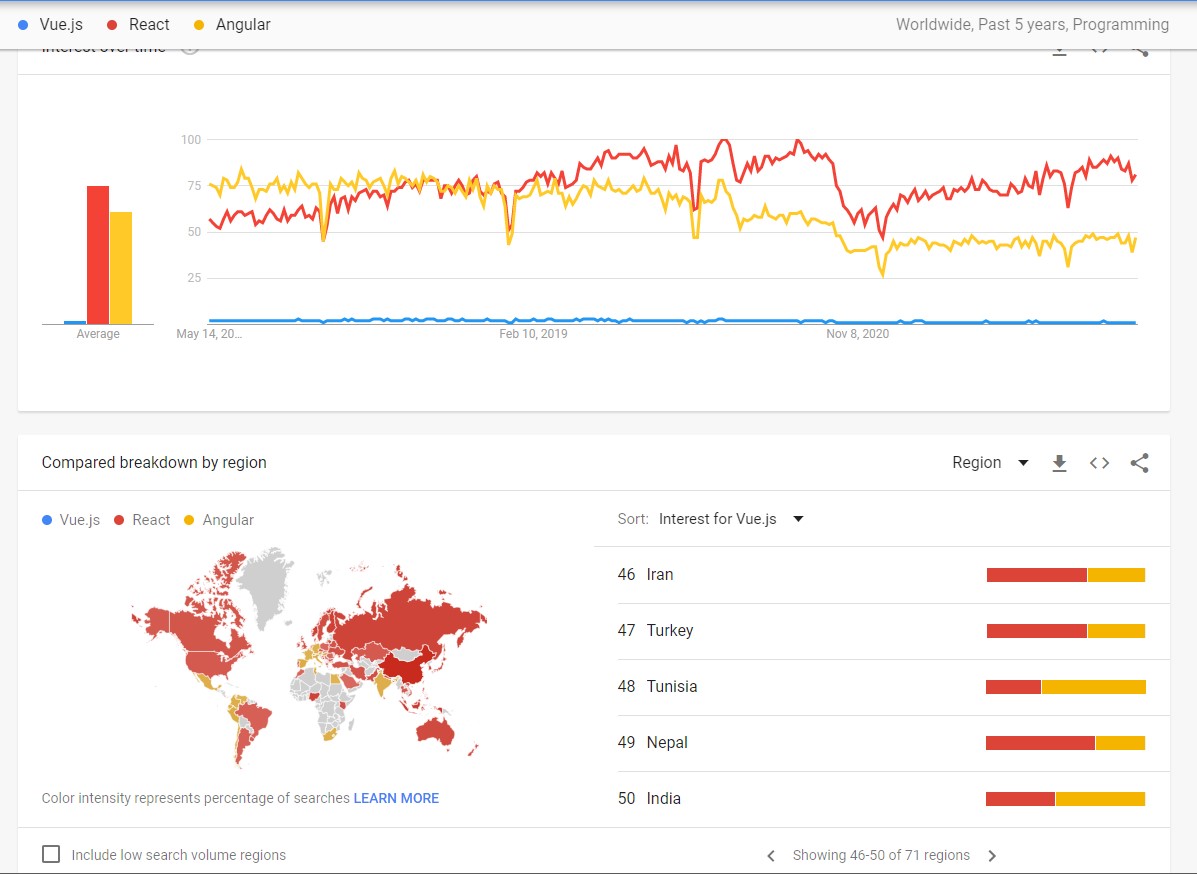 Vue.js React Angular Worldwide, Past 5 years, Programming
Interest over time
100
75
50
25
Average May 14, 20... Feb 10, 2019 Nov 8, 2020
Compared breakdown by region Region
Vue.js React Angular
Sort: Interest for Vue.js
46 Iran
47 Turkey
48 Tunisia
49 Nepal
50 India
Color intensity represents percentage of searches LEARN MORE
Include low search volume regions
Showing 46-50 of 71 regions